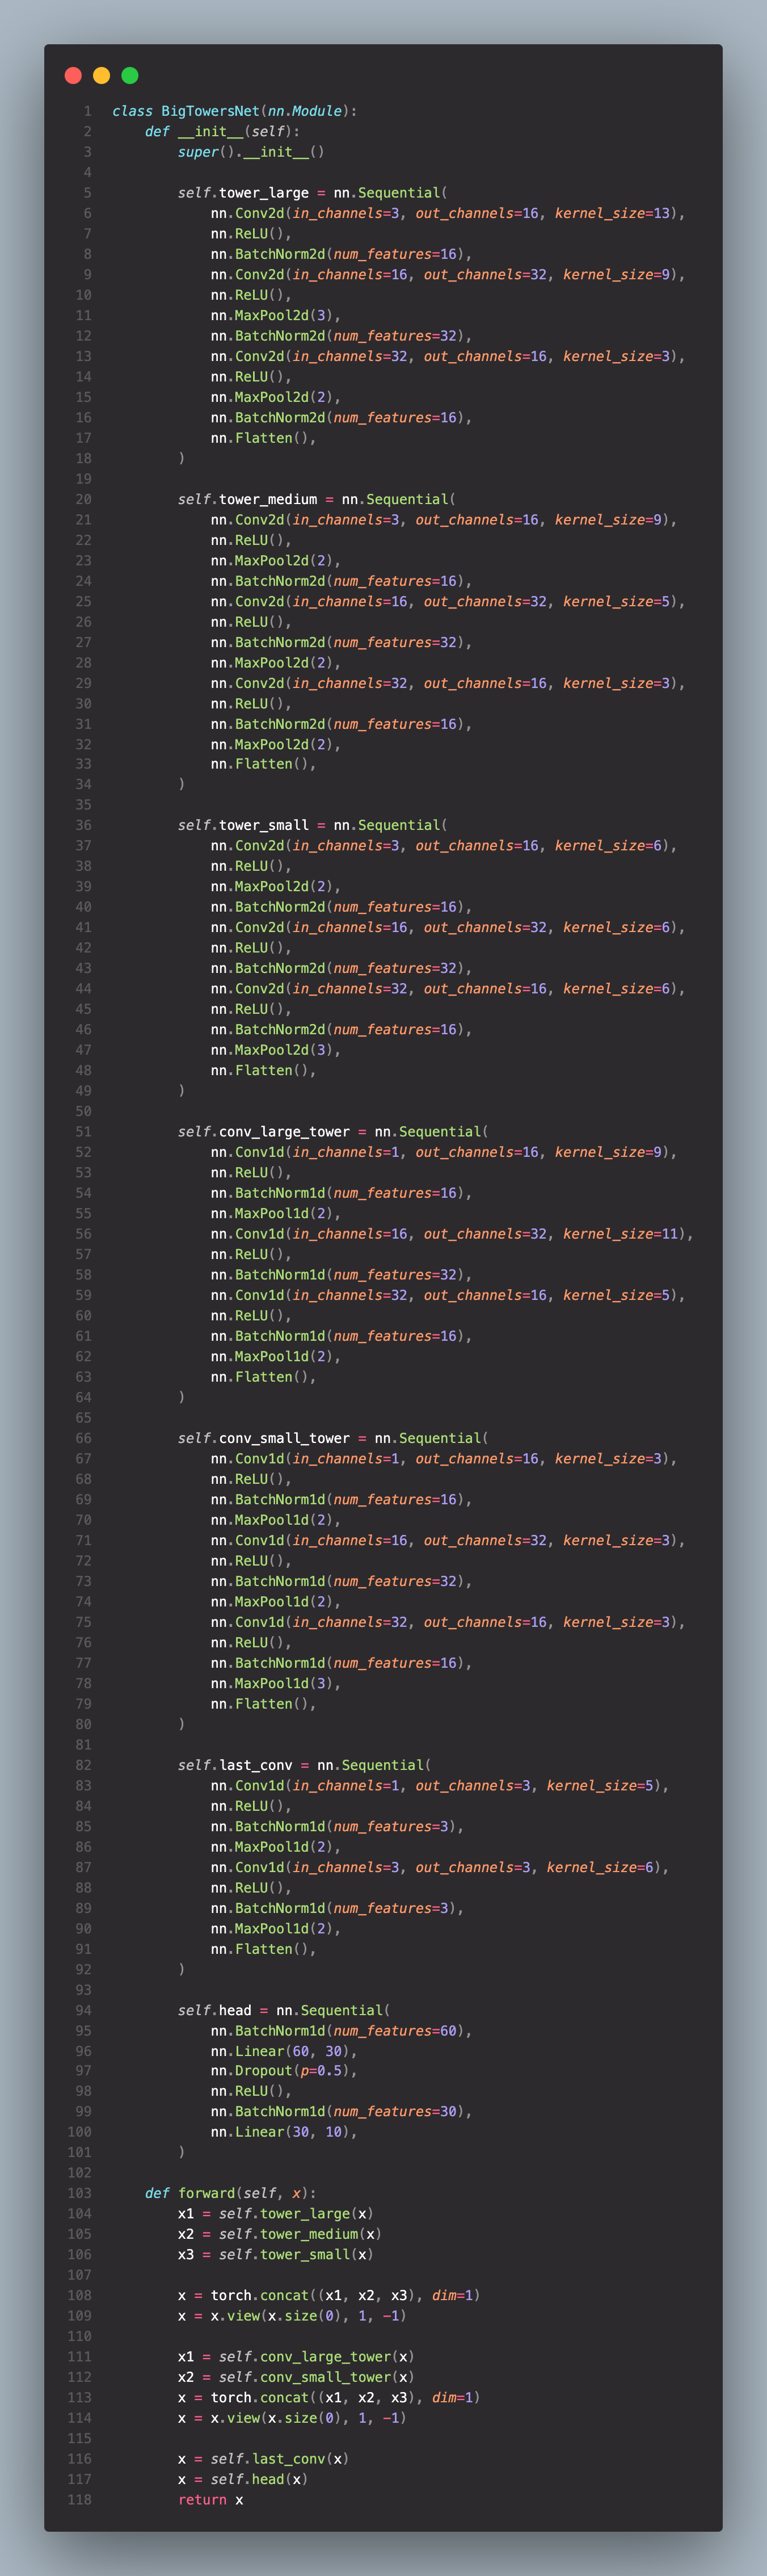 1 class BigTowersNet(nn.Module):
2     def __init__(self):
3         super().__init__()
4
5         self.tower_large = nn.Sequential(
6             nn.Conv2d(in_channels=3, out_channels=16, kernel_size=13),
7             nn.ReLU(),
8             nn.BatchNorm2d(num_features=16),
9             nn.Conv2d(in_channels=16, out_channels=32, kernel_size=9),
10             nn.ReLU(),
11             nn.MaxPool2d(3),
12             nn.BatchNorm2d(num_features=32),
13             nn.Conv2d(in_channels=32, out_channels=16, kernel_size=3),
14             nn.ReLU(),
15             nn.MaxPool2d(2),
16             nn.BatchNorm2d(num_features=16),
17             nn.Flatten(),
18         )
19
20         self.tower_medium = nn.Sequential(
21             nn.Conv2d(in_channels=3, out_channels=16, kernel_size=9),
22             nn.ReLU(),
23             nn.MaxPool2d(2),
24             nn.BatchNorm2d(num_features=16),
25             nn.Conv2d(in_channels=16, out_channels=32, kernel_size=5),
26             nn.ReLU(),
27             nn.BatchNorm2d(num_features=32),
28             nn.MaxPool2d(2),
29             nn.Conv2d(in_channels=32, out_channels=16, kernel_size=3),
30             nn.ReLU(),
31             nn.BatchNorm2d(num_features=16),
32             nn.MaxPool2d(2),
33             nn.Flatten(),
34         )
35
36         self.tower_small = nn.Sequential(
37             nn.Conv2d(in_channels=3, out_channels=16, kernel_size=6),
38             nn.ReLU(),
39             nn.MaxPool2d(2),
40             nn.BatchNorm2d(num_features=16),
41             nn.Conv2d(in_channels=16, out_channels=32, kernel_size=6),
42             nn.ReLU(),
43             nn.BatchNorm2d(num_features=32),
44             nn.Conv2d(in_channels=32, out_channels=16, kernel_size=6),
45             nn.ReLU(),
46             nn.BatchNorm2d(num_features=16),
47             nn.MaxPool2d(3),
48             nn.Flatten(),
49         )
50
51         self.conv_large_tower = nn.Sequential(
52             nn.Conv1d(in_channels=1, out_channels=16, kernel_size=9),
53             nn.ReLU(),
54             nn.BatchNorm1d(num_features=16),
55             nn.MaxPool1d(2),
56             nn.Conv1d(in_channels=16, out_channels=32, kernel_size=11),
57             nn.ReLU(),
58             nn.BatchNorm1d(num_features=32),
59             nn.Conv1d(in_channels=32, out_channels=16, kernel_size=5),
60             nn.ReLU(),
61             nn.BatchNorm1d(num_features=16),
62             nn.MaxPool1d(2),
63             nn.Flatten(),
64         )
65
66         self.conv_small_tower = nn.Sequential(
67             nn.Conv1d(in_channels=1, out_channels=16, kernel_size=3),
68             nn.ReLU(),
69             nn.BatchNorm1d(num_features=16),
70             nn.MaxPool1d(2),
71             nn.Conv1d(in_channels=16, out_channels=32, kernel_size=3),
72             nn.ReLU(),
73             nn.BatchNorm1d(num_features=32),
74             nn.MaxPool1d(2),
75             nn.Conv1d(in_channels=32, out_channels=16, kernel_size=3),
76             nn.ReLU(),
77             nn.BatchNorm1d(num_features=16),
78             nn.MaxPool1d(3),
79             nn.Flatten(),
80         )
81
82         self.last_conv = nn.Sequential(
83             nn.Conv1d(in_channels=1, out_channels=3, kernel_size=5),
84             nn.ReLU(),
85             nn.BatchNorm1d(num_features=3),
86             nn.MaxPool1d(2),
87             nn.Conv1d(in_channels=3, out_channels=3, kernel_size=6),
88             nn.ReLU(),
89             nn.BatchNorm1d(num_features=3),
90             nn.MaxPool1d(2),
91             nn.Flatten(),
92         )
93
94         self.head = nn.Sequential(
95             nn.BatchNorm1d(num_features=60),
96             nn.Linear(60, 30),
97             nn.Dropout(p=0.5),
98             nn.ReLU(),
99             nn.BatchNorm1d(num_features=30),
100             nn.Linear(30, 10),
101         )
102
103     def forward(self, x):
104         x1 = self.tower_large(x)
105         x2 = self.tower_medium(x)
106         x3 = self.tower_small(x)
107
108         x = torch.concat((x1, x2, x3), dim=1)
109         x = x.view(x.size(0), 1, -1)
110
111         x1 = self.conv_large_tower(x)
112         x2 = self.conv_small_tower(x)
113         x = torch.concat((x1, x2, x3), dim=1)
114         x = x.view(x.size(0), 1, -1)
115
116         x = self.last_conv(x)
117         x = self.head(x)
118         return x